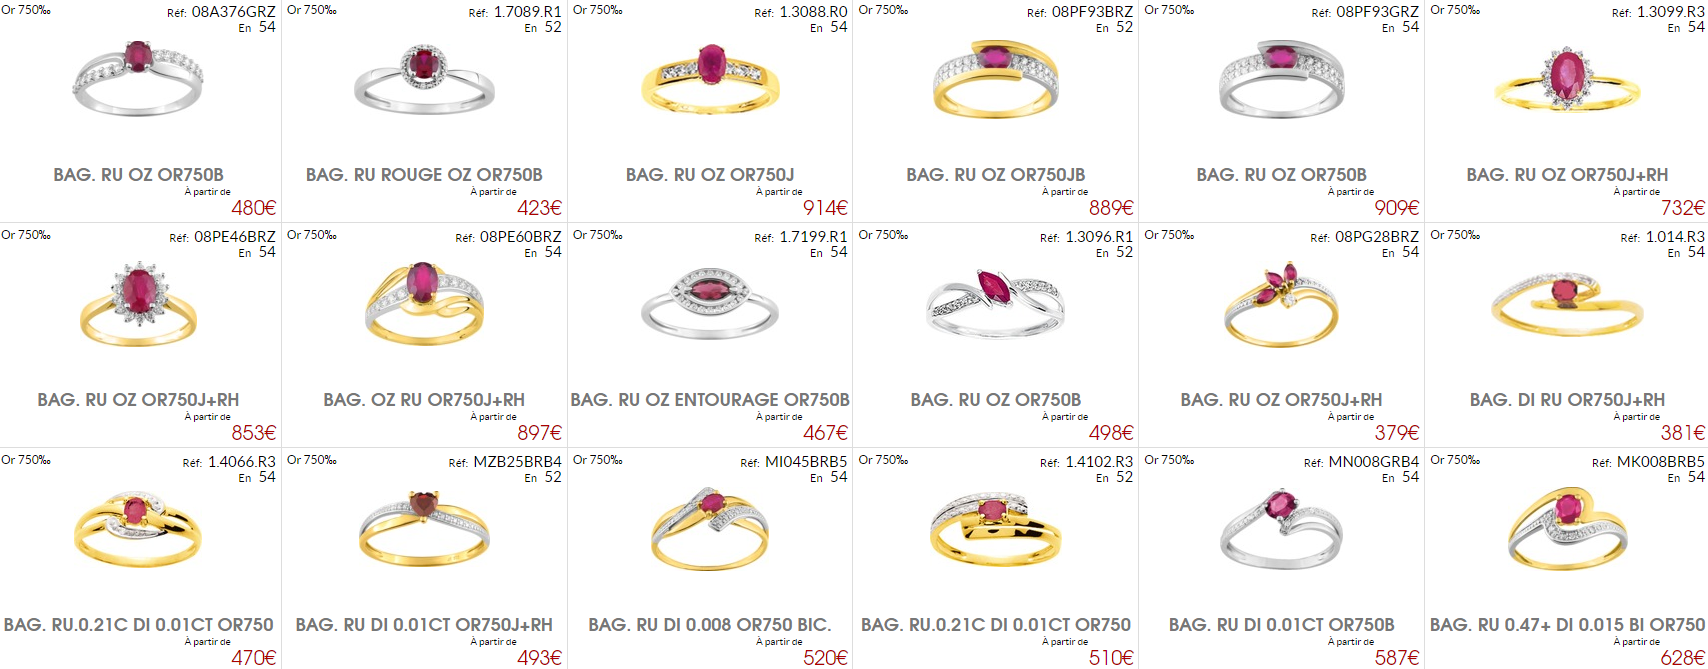 Or 750‰ Réf: 08A376GRZ
En 54
BAG. RU OZ OR750B
À partir de
480€
Or 750‰ Réf: 1.7089.R1
En 52
BAG. RU ROUGE OZ OR750B
À partir de
423€
Or 750‰ Réf: 1.3088.R0
En 54
BAG. RU OZ OR750J
À partir de
914€
Or 750‰ Réf: 08PF93BRZ
En 52
BAG. RU OZ OR750JB
À partir de
889€
Or 750‰ Réf: 08PF93GRZ
En 54
BAG. RU OZ OR750B
À partir de
909€
Or 750‰ Réf: 1.3099.R3
En 54
BAG. RU OZ OR750J+RH
À partir de
732€
Or 750‰ Réf: 08PE46BRZ
En 54
BAG. RU OZ OR750J+RH
À partir de
853€
Or 750‰ Réf: 08PE60BRZ
En 54
BAG. OZ RU OR750J+RH
À partir de
897€
Or 750‰ Réf: 1.7199.R1
En 54
BAG. RU OZ ENTOURAGE OR750B
À partir de
467€
Or 750‰ Réf: 1.3096.R1
En 52
BAG. RU OZ OR750B
À partir de
498€
Or 750‰ Réf: 08PG28BRZ
En 54
BAG. RU OZ OR750J+RH
À partir de
379€
Or 750‰ Réf: 1.014.R3
En 54
BAG. DI RU OR750J+RH
À partir de
381€
Or 750‰ Réf: 1.4066.R3
En 54
BAG. RU.0.21C DI 0.01CT OR750
À partir de
470€
Or 750‰ Réf: MZB25BRB4
En 52
BAG. RU DI 0.01CT OR750J+RH
À partir de
493€
Or 750‰ Réf: MI045BRB5
En 54
BAG. RU DI 0.008 OR750 BIC.
À partir de
520€
Or 750‰ Réf: 1.4102.R3
En 52
BAG. RU.0.21C DI 0.01CT OR750
À partir de
510€
Or 750‰ Réf: MN008GRB4
En 54
BAG. RU DI 0.01CT OR750B
À partir de
587€
Or 750‰ Réf: MK008BRB5
En 54
BAG. RU 0.47+ DI 0.015 BI OR750
À partir de
628€